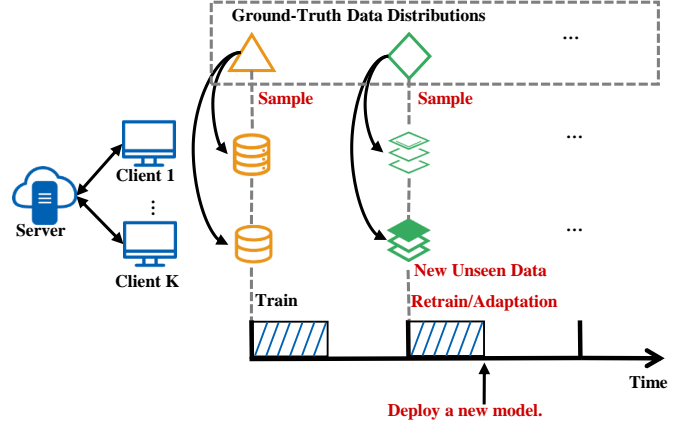 Ground-Truth Data Distributions
...
Sample
Sample
Client 1
...
...
Server
Client K
...
New Unseen Data
Train
Retrain/Adaptation
Time
Deploy a new model.